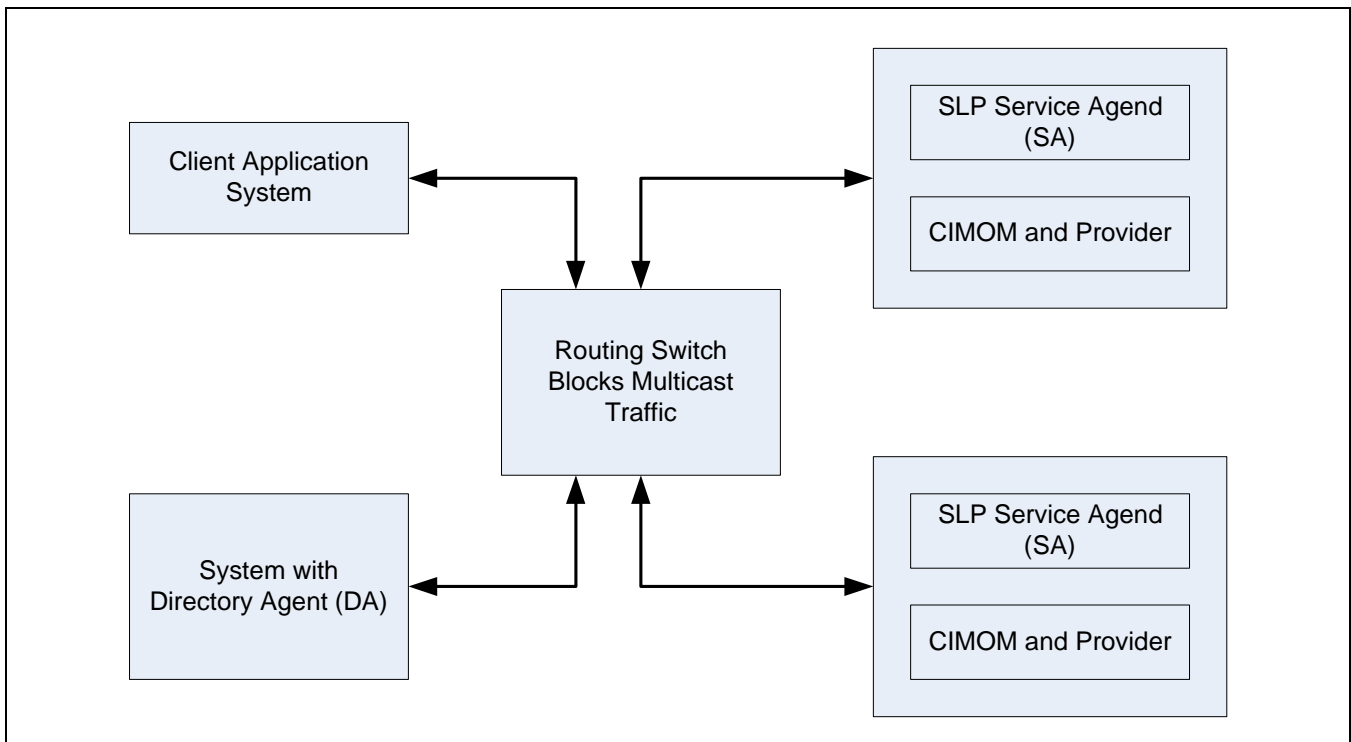 Client Application
System
SLP Service Agend
(SA)
CIMOM and Provider
Routing Switch
Blocks Multicast
Traffic
System with
Directory Agent (DA)
SLP Service Agend
(SA)
CIMOM and Provider